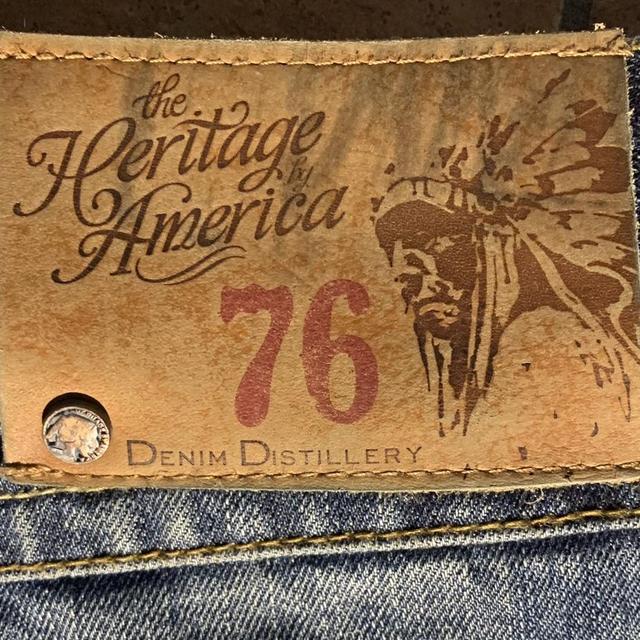 the
Heritage
by
America
76
DENIM DISTILLERY